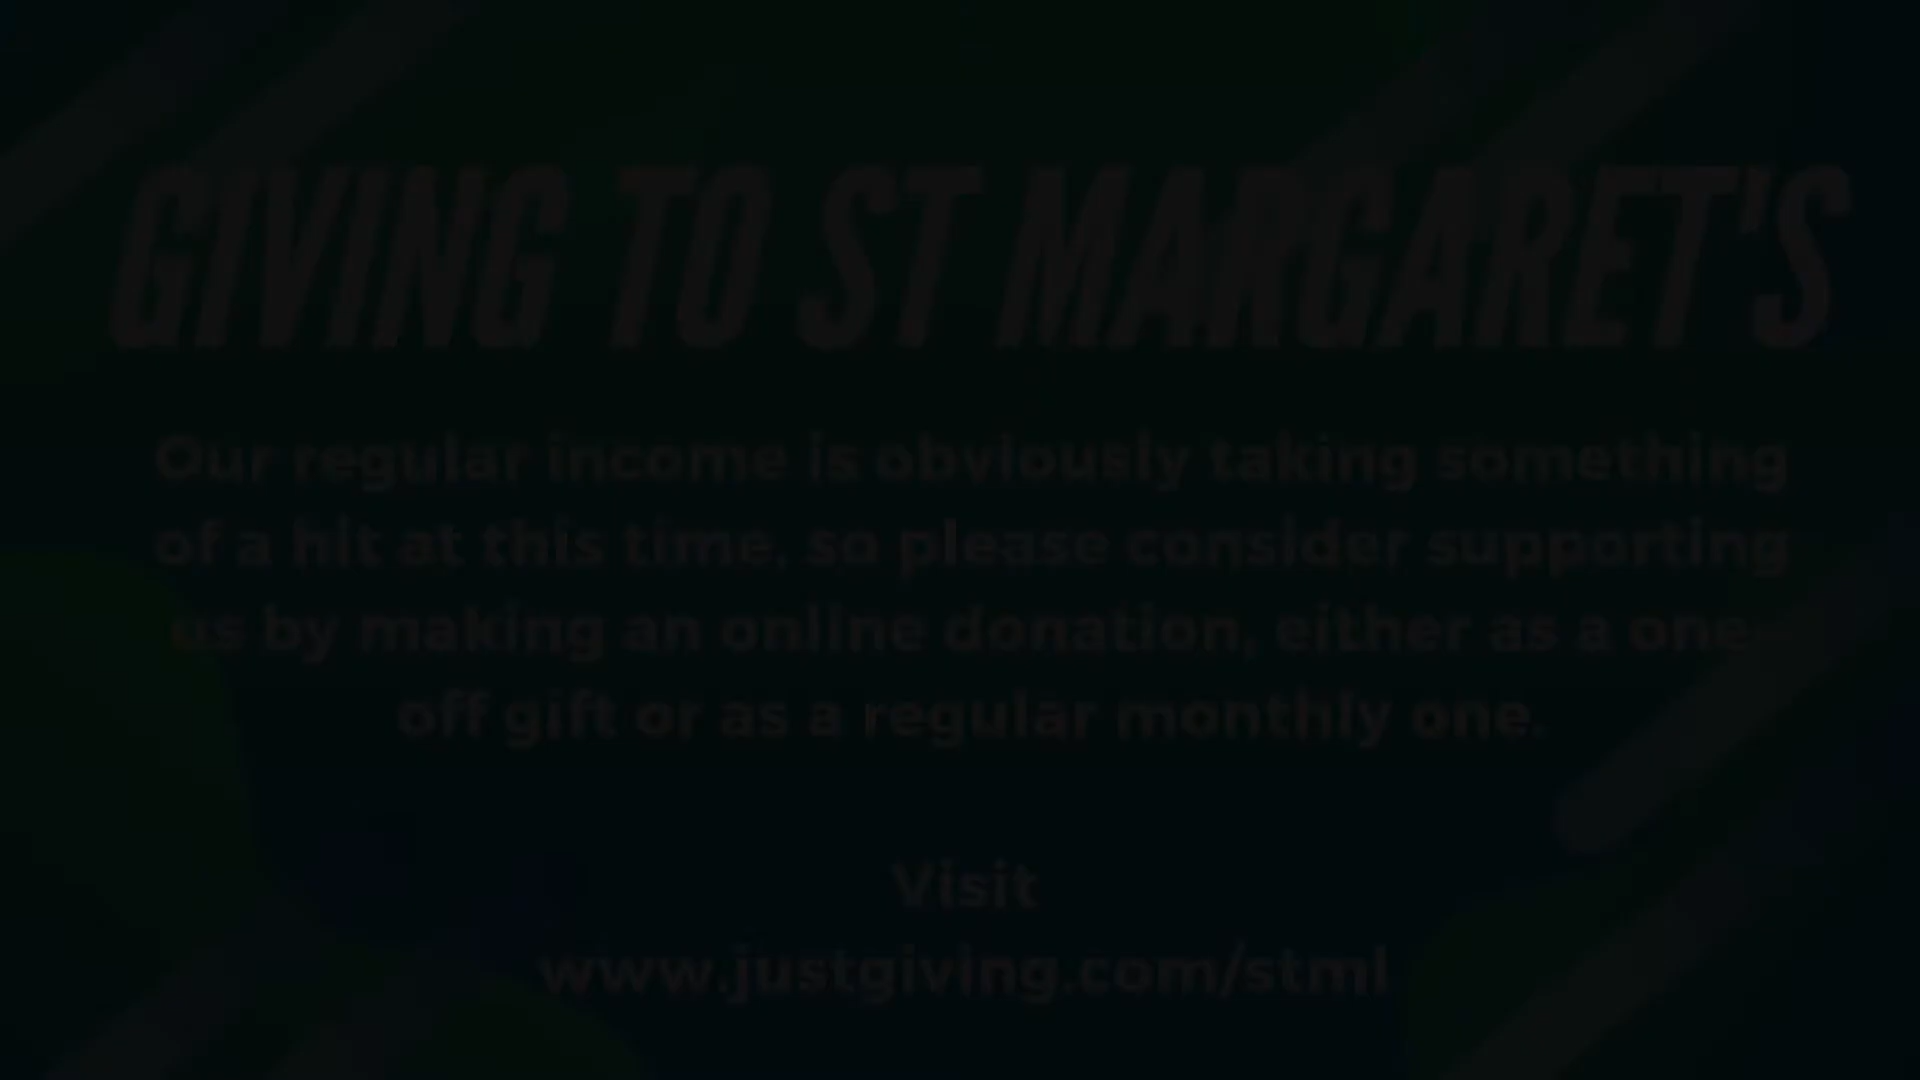 GIVING TO ST MARGARET'S
Our regular income is obviously taking something
of a hit at this time, so please consider supporting
us by making an online donation, either as a one-
off gift or as a regular monthly one.
Visit
www.justgiving.com/stml